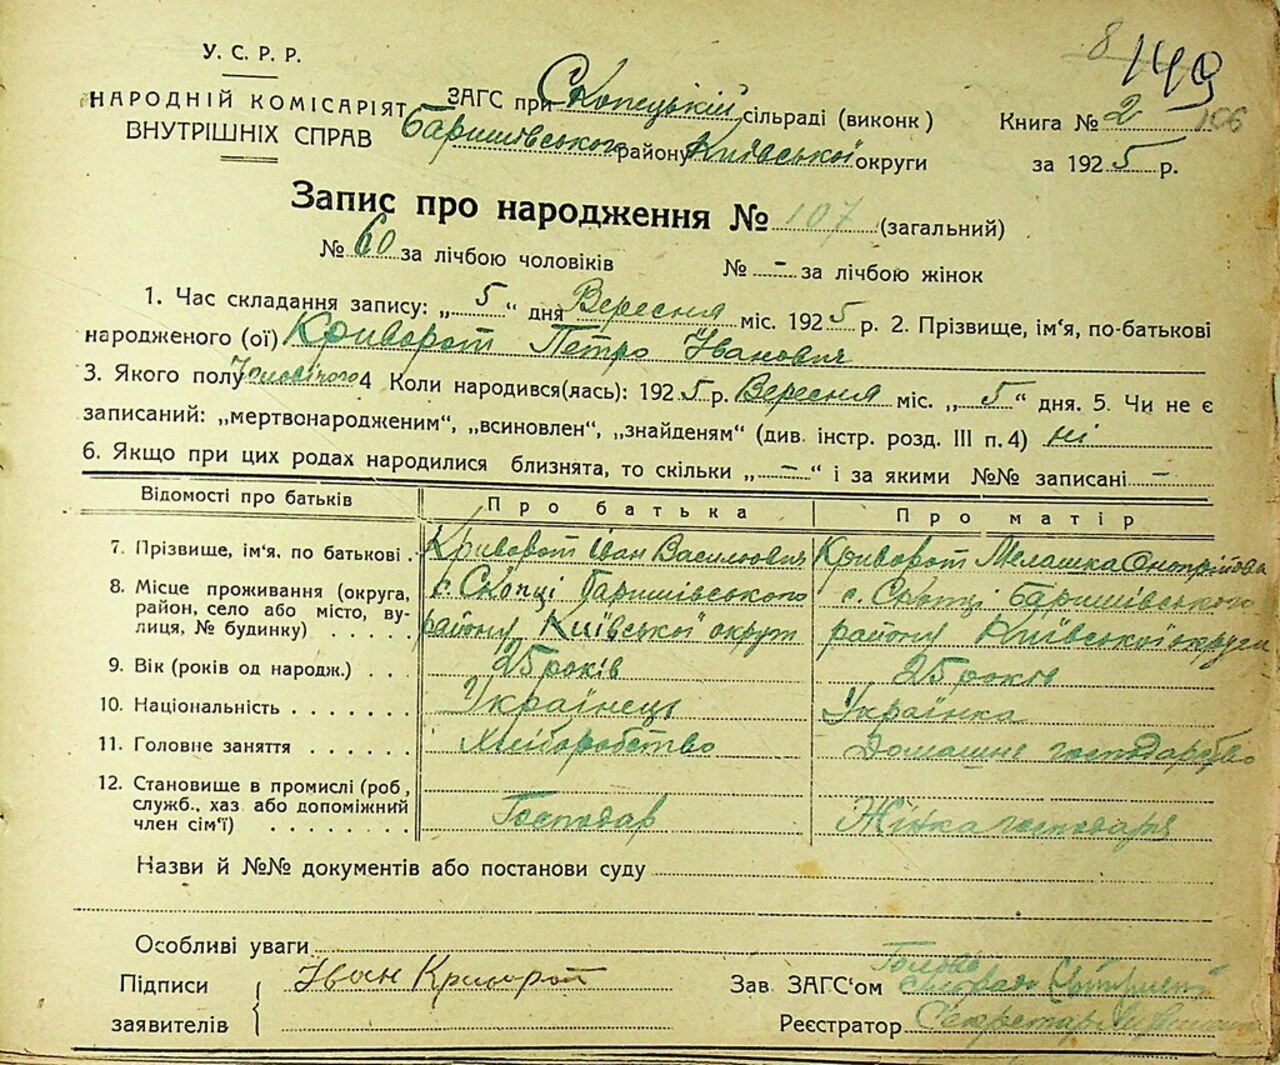 8 149
106
У. С. Р. Р.
НАРОДНІЙ КОМІСАРІЯТ
ВНУТРІШНІХ СПРАВ
ЗАГС при Скопецькій сільраді (виконк)
Баришівського району Київської округи
Книга № 2
за 1925 р.
Запис про народження № 107 (загальний)
№ 60 за лічбою чоловіків № - за лічбою жінок
1. Час складання запису: „5“ дня Вересня міс. 1925 р. 2. Прізвище, ім‘я, по-батькові
народженого (ої) Криворот Петро Іванович
3. Якого полу Чоловічого 4 Коли народився(лась): 1925 р. Вересня міс. „5“ дня. 5. Чи не є
записаний: „мертвонародженим“, „всиновлен“, „знайденям“ (див. інстр. розд. III п. 4) ні
6. Якщо при цих родах народилися близнята, то скільки „-“ і за якими №№ записані -
Відомості про батьків Про батька Про матір
7. Прізвище, ім‘я, по батькові . Криворот Іван Васильович Криворот Мелашка Онопріївна
8. Місце проживання (округа, с. Скопці Баришівського с. Скопці Баришівського
район, село або місто, ву-
лиця, № будинку) . . . . . району Київської округи району Київської округи
9. Вік (років од народж.) . . . 25 років 25 років
10. Національність . . . . . . . Українець Українка
11. Головне заняття . . . . . . Хліборобство Домашнє господарство
12. Становище в промислі (роб,
служб., хаз або допоміжний
член сім‘ї) . . . . . . . . Господар Жінка господаря
Назви й №№ документів або постанови суду
Особливі уваги
Підписи Іван Криворот Зав ЗАГС‘ом Голова сільради
заявителів Реєстратор Секретар